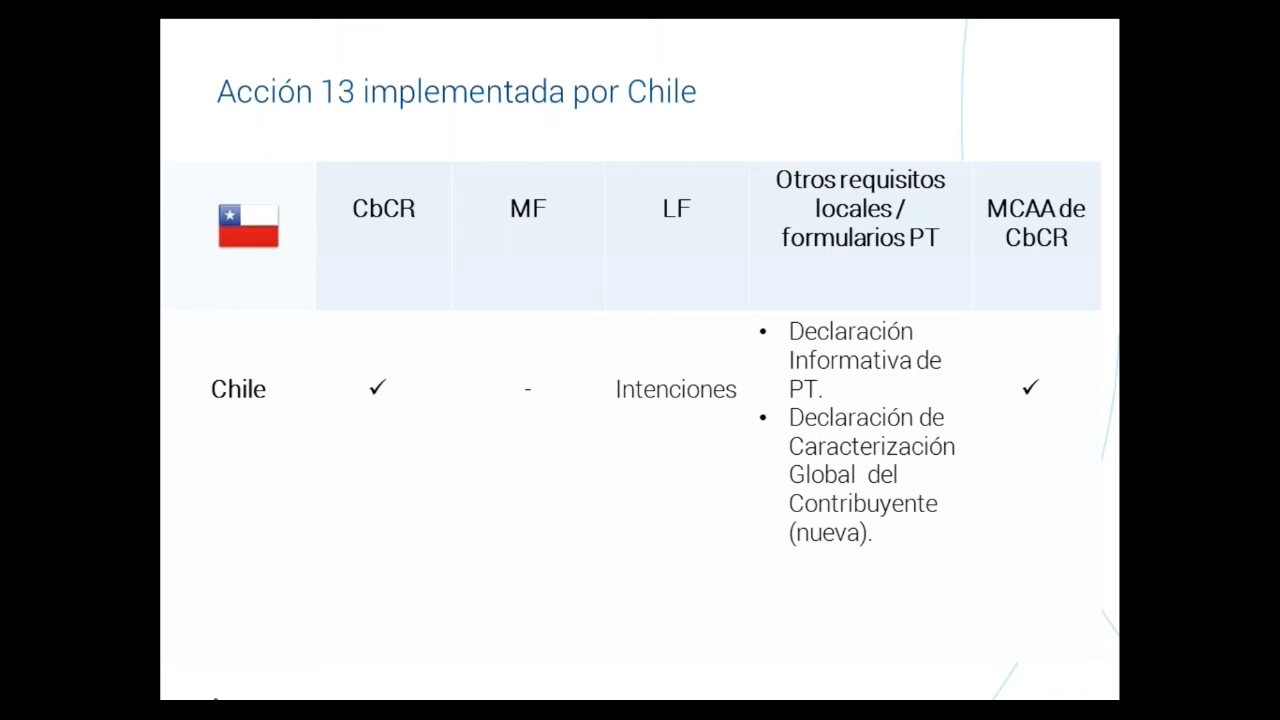 Acción 13 implementada por Chile
CbCR
MF
LF
Otros requisitos
locales /
formularios PT
MCAA de
CbCR
Chile
✓
-
Intenciones
• Declaración
Informativa de
PT.
• Declaración de
Caracterización
Global del
Contribuyente
(nueva).
✓